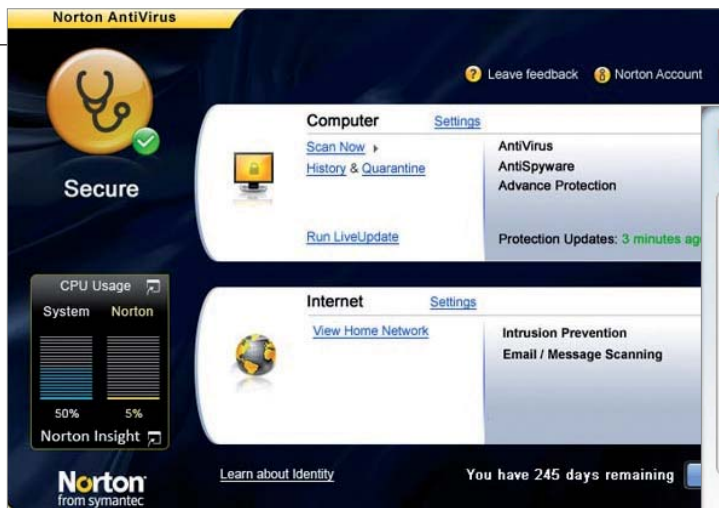 Norton AntiVirus
Leave feedback Norton Account
Secure
Computer Settings
Scan Now
History & Quarantine
Run LiveUpdate
AntiVirus
AntiSpyware
Advance Protection
Protection Updates: 3 minutes ag
CPU Usage
System Norton
50% 5%
Norton Insight
Internet Settings
View Home Network
Intrusion Prevention
Email / Message Scanning
Norton
from symantec
Learn about Identity
You have 245 days remaining